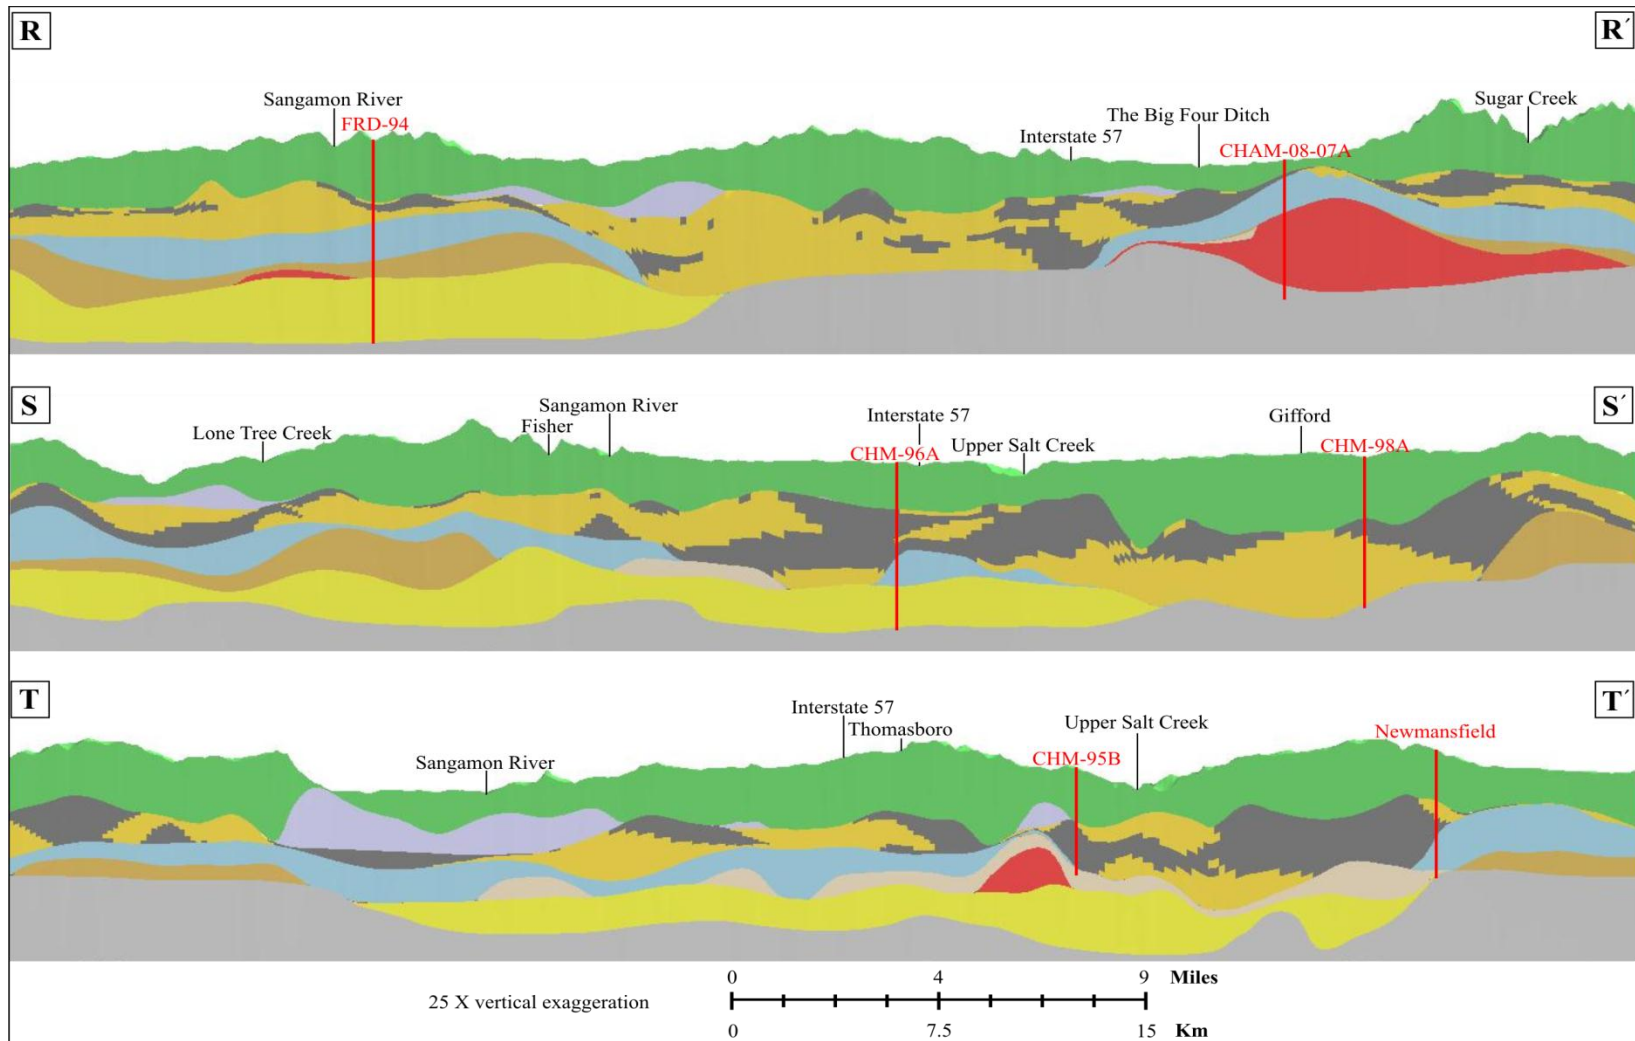 R
R´
Sangamon River
FRD-94
Interstate 57
The Big Four Ditch
CHAM-08-07A
Sugar Creek
S
S´
Lone Tree Creek
Fisher
Sangamon River
Interstate 57
CHM-96A
Upper Salt Creek
Gifford
CHM-98A
T
T´
Sangamon River
Interstate 57
Thomasboro
CHM-95B
Upper Salt Creek
Newmansfield
0 4 9 Miles
25 X vertical exaggeration
0 7.5 15 Km